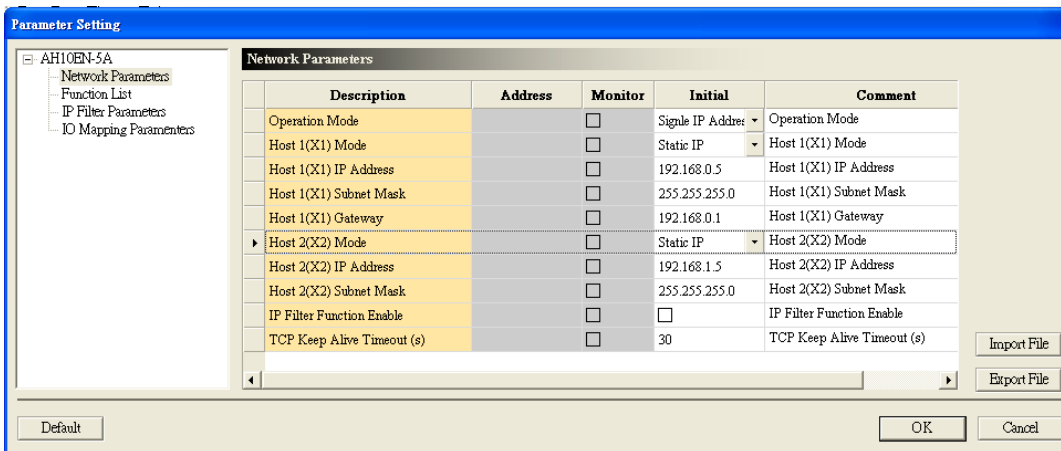 Parameter Setting
AH10EN-5A
Network Parameters
Function List
IP Filter Parameters
IO Mapping Paramenters
Network Parameters
Description Address Monitor Initial Comment
Operation Mode Signle IP Addres Operation Mode
Host 1(X1) Mode Static IP Host 1(X1) Mode
Host 1(X1) IP Address 192.168.0.5 Host 1(X1) IP Address
Host 1(X1) Subnet Mask 255.255.255.0 Host 1(X1) Subnet Mask
Host 1(X1) Gateway 192.168.0.1 Host 1(X1) Gateway
Host 2(X2) Mode Static IP Host 2(X2) Mode
Host 2(X2) IP Address 192.168.1.5 Host 2(X2) IP Address
Host 2(X2) Subnet Mask 255.255.255.0 Host 2(X2) Subnet Mask
IP Filter Function Enable IP Filter Function Enable
TCP Keep Alive Timeout (s) 30 TCP Keep Alive Timeout (s)
Import File
Export File
Default OK Cancel